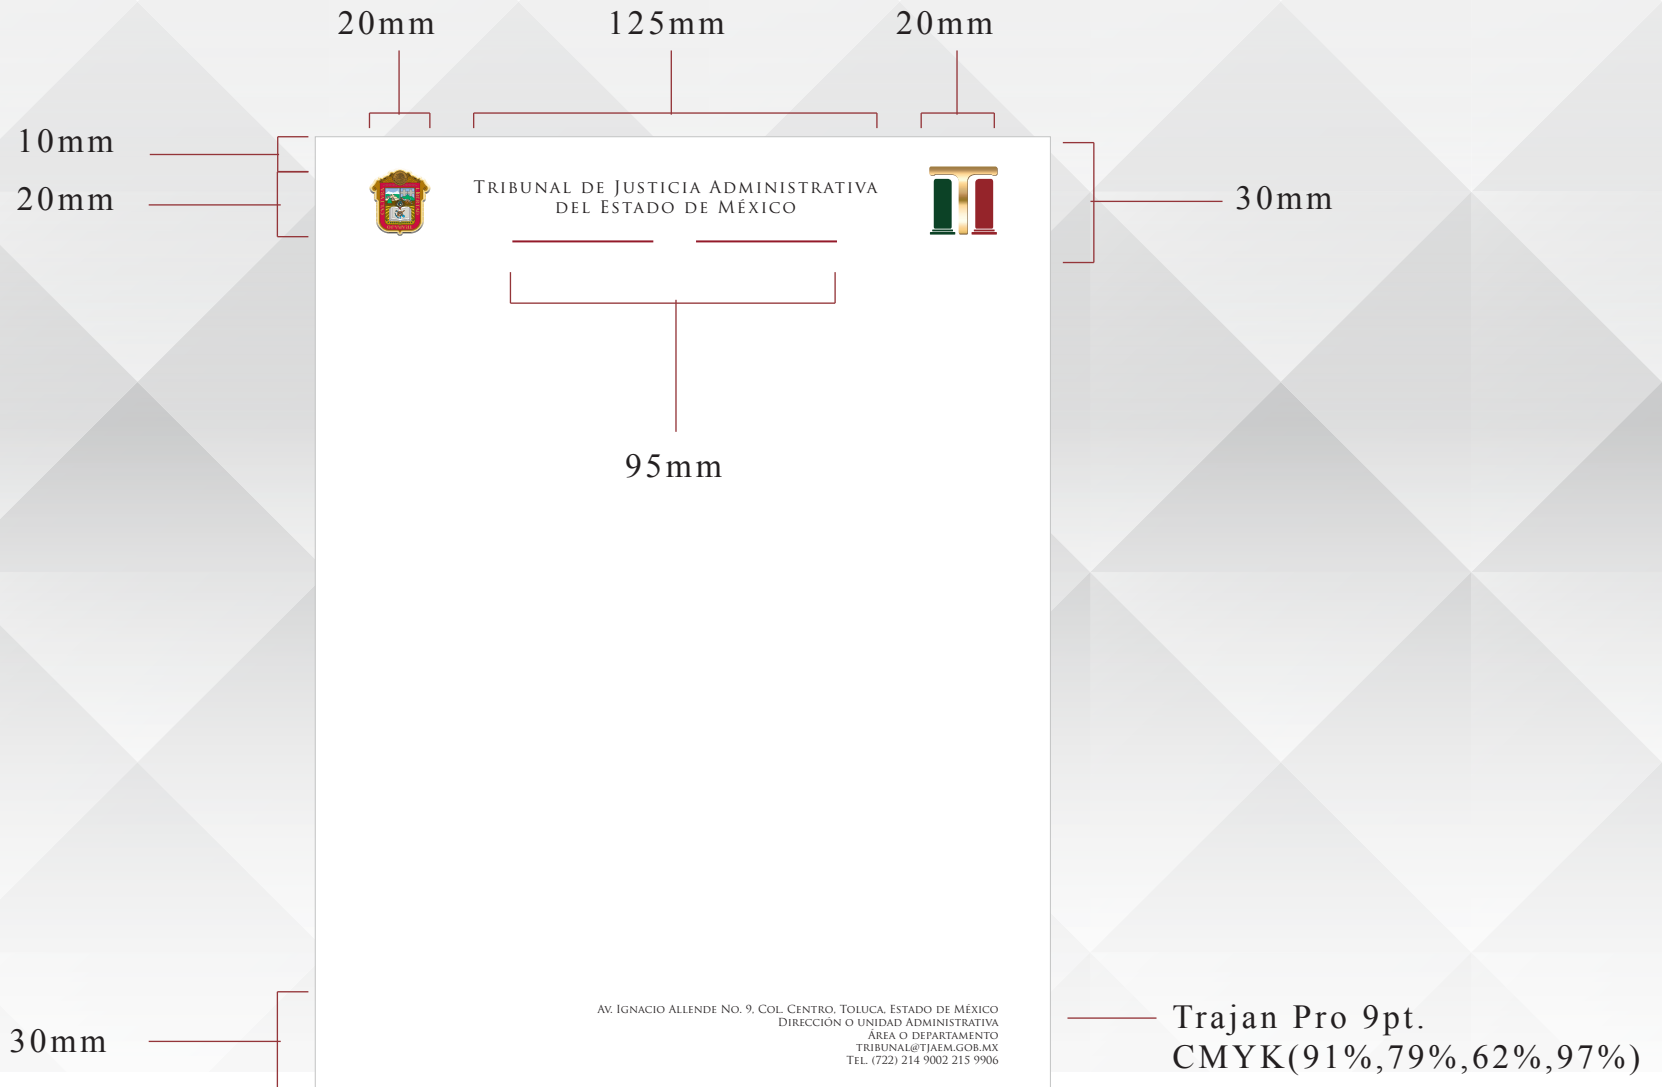 20mm
125mm
20mm
10mm
20mm
30mm
Tribunal de Justicia Administrativa
del Estado de México
95mm
30mm
Av. Ignacio Allende No. 9, Col. Centro, Toluca, Estado de México
Dirección o unidad Administrativa
Área o departamento
tribunal@tjaem.gob.mx
Tel. (722) 214 9002 215 9906
Trajan Pro 9pt.
CMYK(91%,79%,62%,97%)